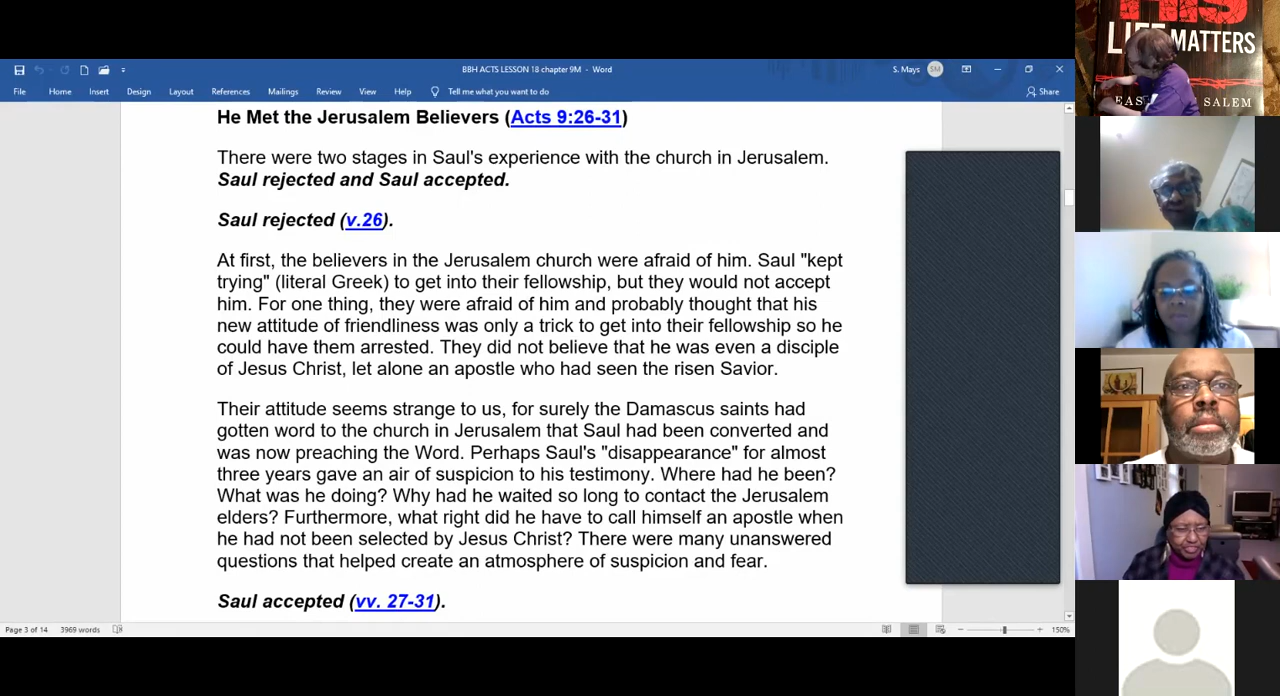 BBH ACTS LESSON 18 chapter 9M - Word
S. Mays
SM
File Home Insert Design Layout References Mailings Review View Help Tell me what you want to do Share
He Met the Jerusalem Believers (Acts 9:26-31)
There were two stages in Saul's experience with the church in Jerusalem.
Saul rejected and Saul accepted.
Saul rejected (v.26).
At first, the believers in the Jerusalem church were afraid of him. Saul "kept
trying" (literal Greek) to get into their fellowship, but they would not accept
him. For one thing, they were afraid of him and probably thought that his
new attitude of friendliness was only a trick to get into their fellowship so he
could have them arrested. They did not believe that he was even a disciple
of Jesus Christ, let alone an apostle who had seen the risen Savior.
Their attitude seems strange to us, for surely the Damascus saints had
gotten word to the church in Jerusalem that Saul had been converted and
was now preaching the Word. Perhaps Saul's "disappearance" for almost
three years gave an air of suspicion to his testimony. Where had he been?
What was he doing? Why had he waited so long to contact the Jerusalem
elders? Furthermore, what right did he have to call himself an apostle when
he had not been selected by Jesus Christ? There were many unanswered
questions that helped create an atmosphere of suspicion and fear.
Saul accepted (vv. 27-31).
Page 3 of 14 3969 words
150%
HIS
LIFE MATTERS
EAS SALEM